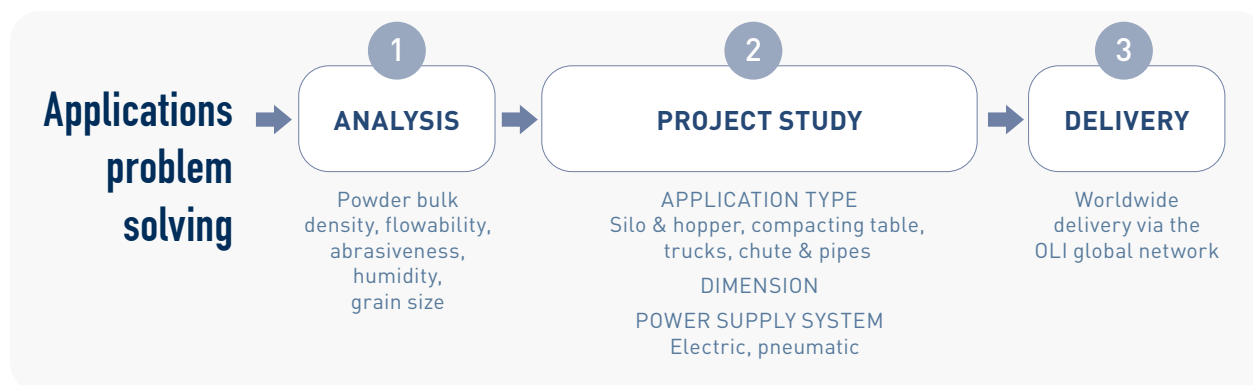 Applications
problem
solving
1
ANALYSIS
Powder bulk
density, flowability,
abrasiveness,
humidity,
grain size
2
PROJECT STUDY
APPLICATION TYPE
Silo & hopper, compacting table,
trucks, chute & pipes
DIMENSION
POWER SUPPLY SYSTEM
Electric, pneumatic
3
DELIVERY
Worldwide
delivery via the
OLI global network